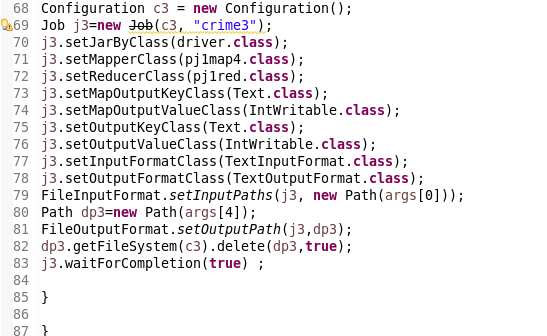 68 Configuration c3 = new Configuration();
69 Job j3=new Job(c3, "crime3");
70 j3.setJarByClass(driver.class);
71 j3.setMapperClass(pj1map4.class);
72 j3.setReducerClass(pj1red.class);
73 j3.setMapOutputKeyClass(Text.class);
74 j3.setMapOutputValueClass(IntWritable.class);
75 j3.setOutputKeyClass(Text.class);
76 j3.setOutputValueClass(IntWritable.class);
77 j3.setInputFormatClass(TextInputFormat.class);
78 j3.setOutputFormatClass(TextOutputFormat.class);
79 FileInputFormat.setInputPaths(j3, new Path(args[0]));
80 Path dp3=new Path(args[4]);
81 FileOutputFormat.setOutputPath(j3,dp3);
82 dp3.getFileSystem(c3).delete(dp3,true);
83 j3.waitForCompletion(true) ;
84
85 }
86
87 }